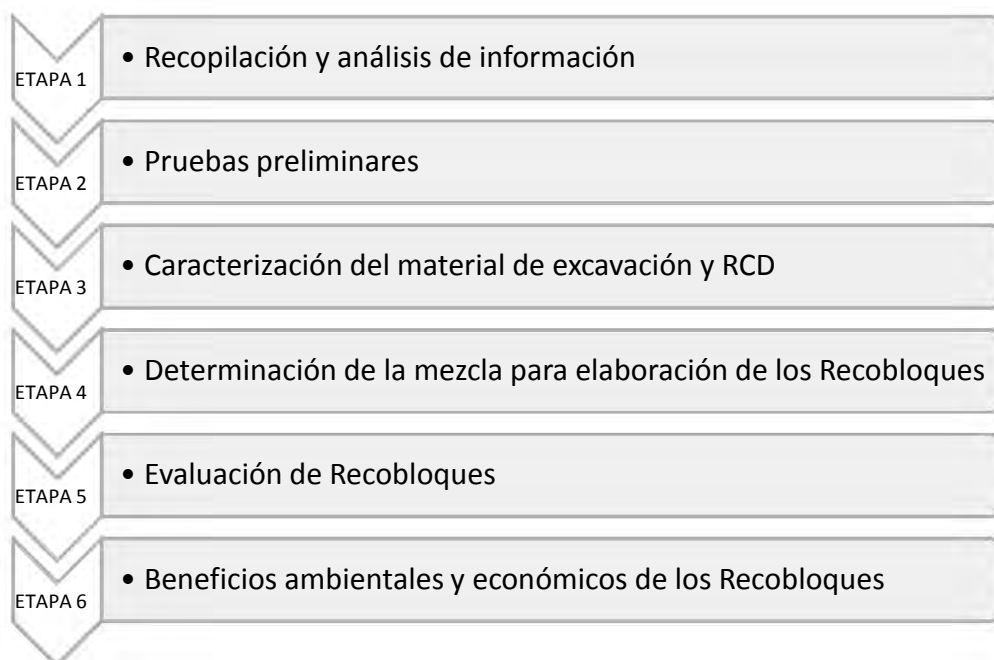 ETAPA 1
• Recopilación y análisis de información
ETAPA 2
• Pruebas preliminares
ETAPA 3
• Caracterización del material de excavación y RCD
ETAPA 4
• Determinación de la mezcla para elaboración de los Recobloques
ETAPA 5
• Evaluación de Recobloques
ETAPA 6
• Beneficios ambientales y económicos de los Recobloques